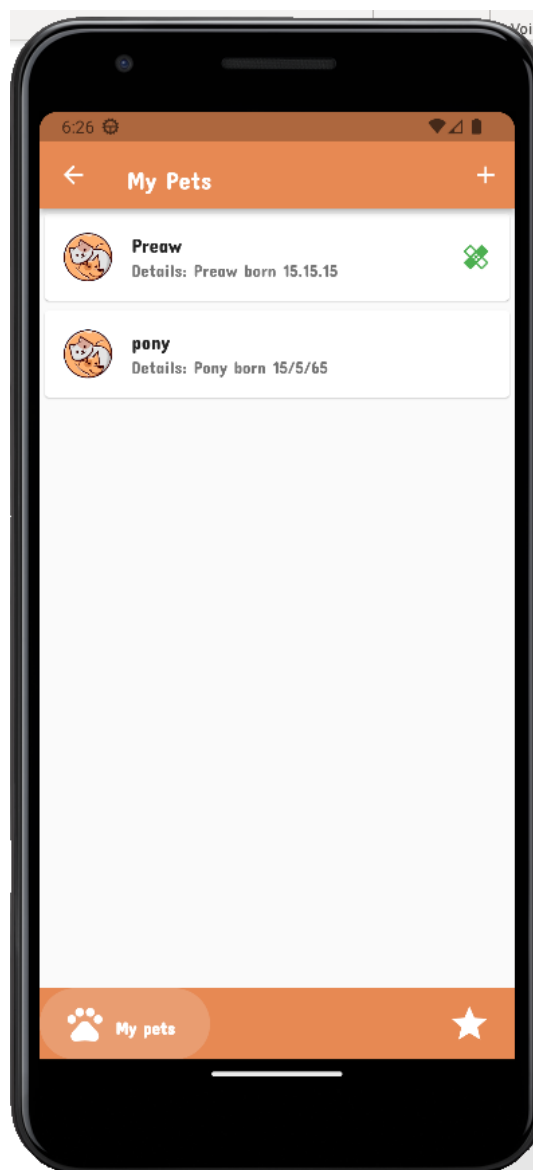 Voi
6:26
My Pets
Preaw
Details: Preaw born 15.15.15
pony
Details: Pony born 15/5/65
My pets